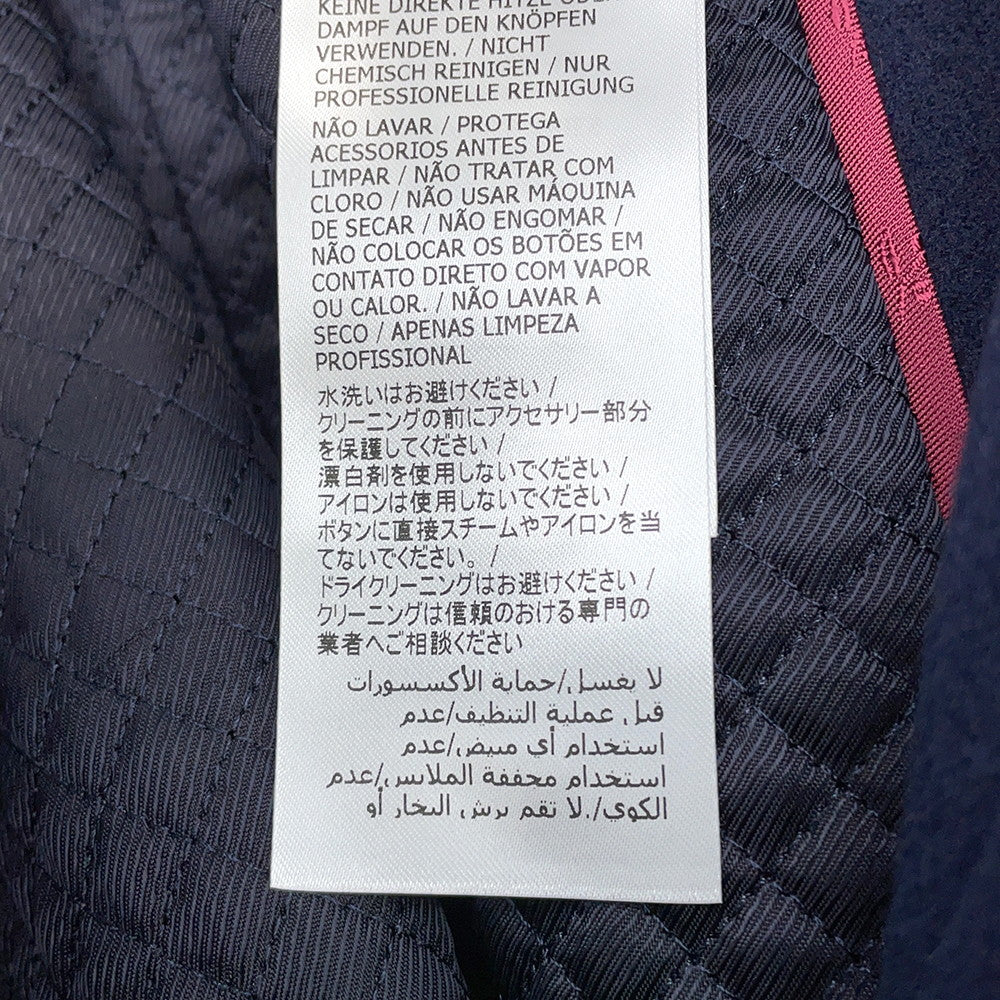 KEINE DIREKTE HITZE ODER
DAMPF AUF DEN KNÖPFEN
VERWENDEN. / NICHT
CHEMISCH REINIGEN / NUR
PROFESSIONELLE REINIGUNG
NÃO LAVAR / PROTEGA
ACESSORIOS ANTES DE
LIMPAR / NÃO TRATAR COM
CLORO / NÃO USAR MÁQUINA
DE SECAR / NÃO ENGOMAR /
NÃO COLOCAR OS BOTÕES EM
CONTATO DIRETO COM VAPOR
OU CALOR. / NÃO LAVAR A
SECO / APENAS LIMPEZA
PROFISSIONAL
水洗いはお避けください /
クリーニングの前にアクセサリー部分
を保護してください /
漂白剤を使用しないでください /
アイロンは使用しないでください /
ボタンに直接スチームやアイロンを当
てないでください。 /
ドライクリーニングはお避けください /
クリーニングは信頼のおける専門の
業者へご相談ください
لا يغسل/حماية الأكسسورات
قبل عملية التنظيف/عدم
استخدام أي مبيض/عدم
استخدام مجففة الملابس/عدم
الكوي/.لا تقم برش البخار أو